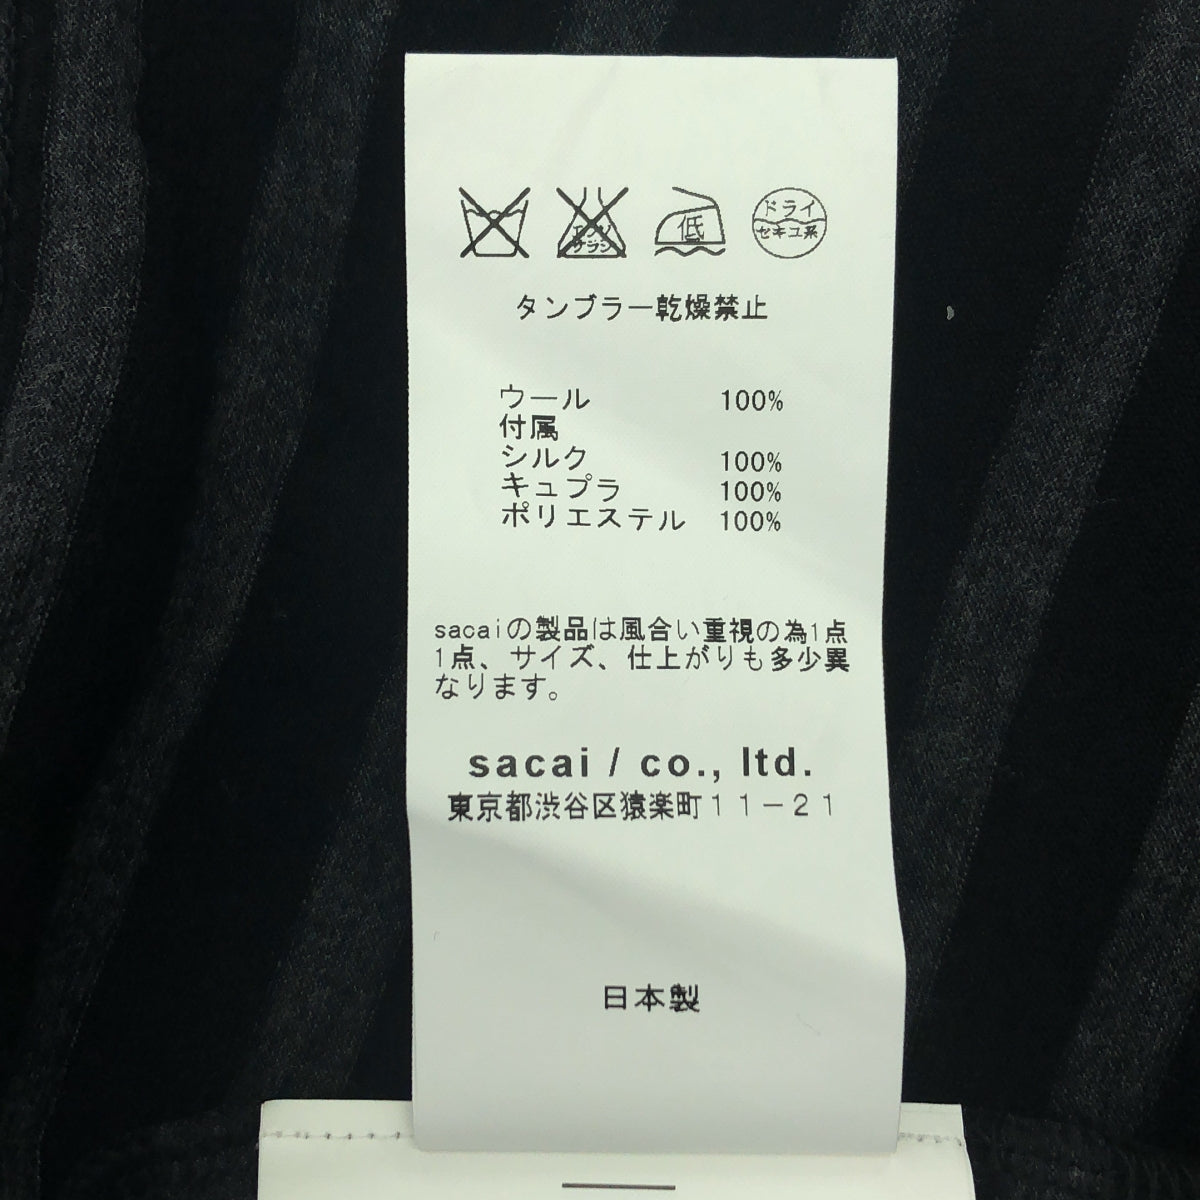 エンソ
サラシ
低
ドライ
セキユ系
タンブラー乾燥禁止
ウール 100%
付属
シルク 100%
キュプラ 100%
ポリエステル 100%
sacaiの製品は風合い重視の為1点
1点、サイズ、仕上がりも多少異
なります。
sacai / co., ltd.
東京都渋谷区猿楽町11－21
日本製